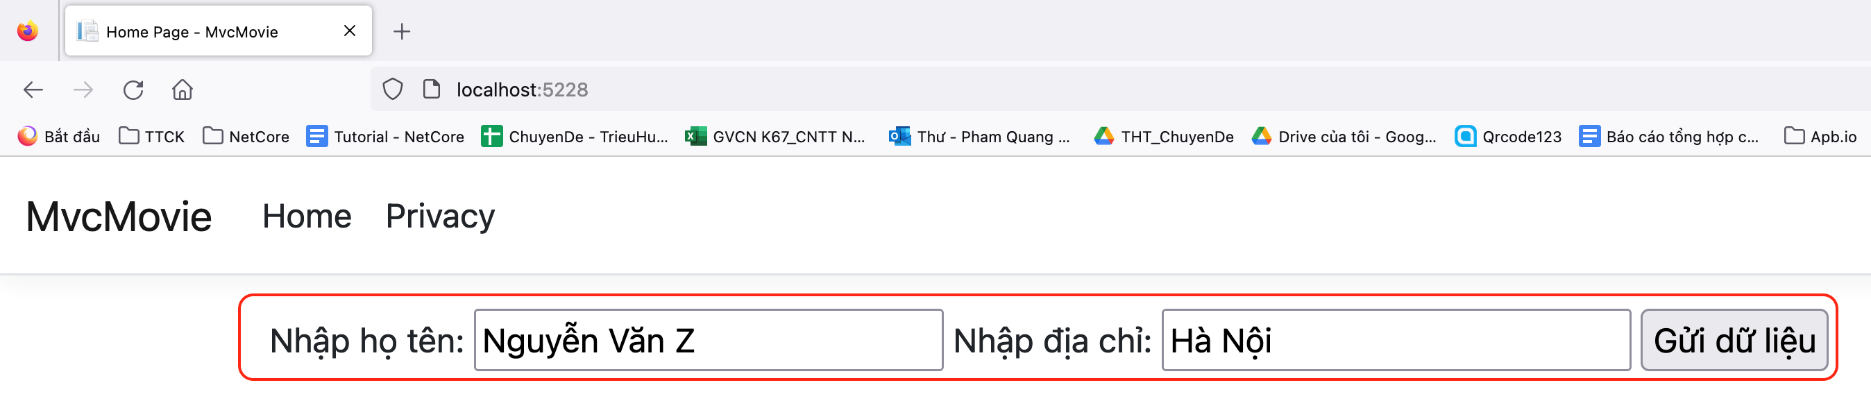 Home Page - MvcMovie
localhost:5228
Bắt đầu TTCK NetCore Tutorial - NetCore ChuyenDe - TrieuHu... GVCN K67_CNTT N... Thư - Pham Quang ... THT_ChuyenDe Drive của tôi - Goog... Qrcode123 Báo cáo tổng hợp c... Apb.io
MvcMovie Home Privacy
Nhập họ tên: Nguyễn Văn Z Nhập địa chỉ: Hà Nội Gửi dữ liệu